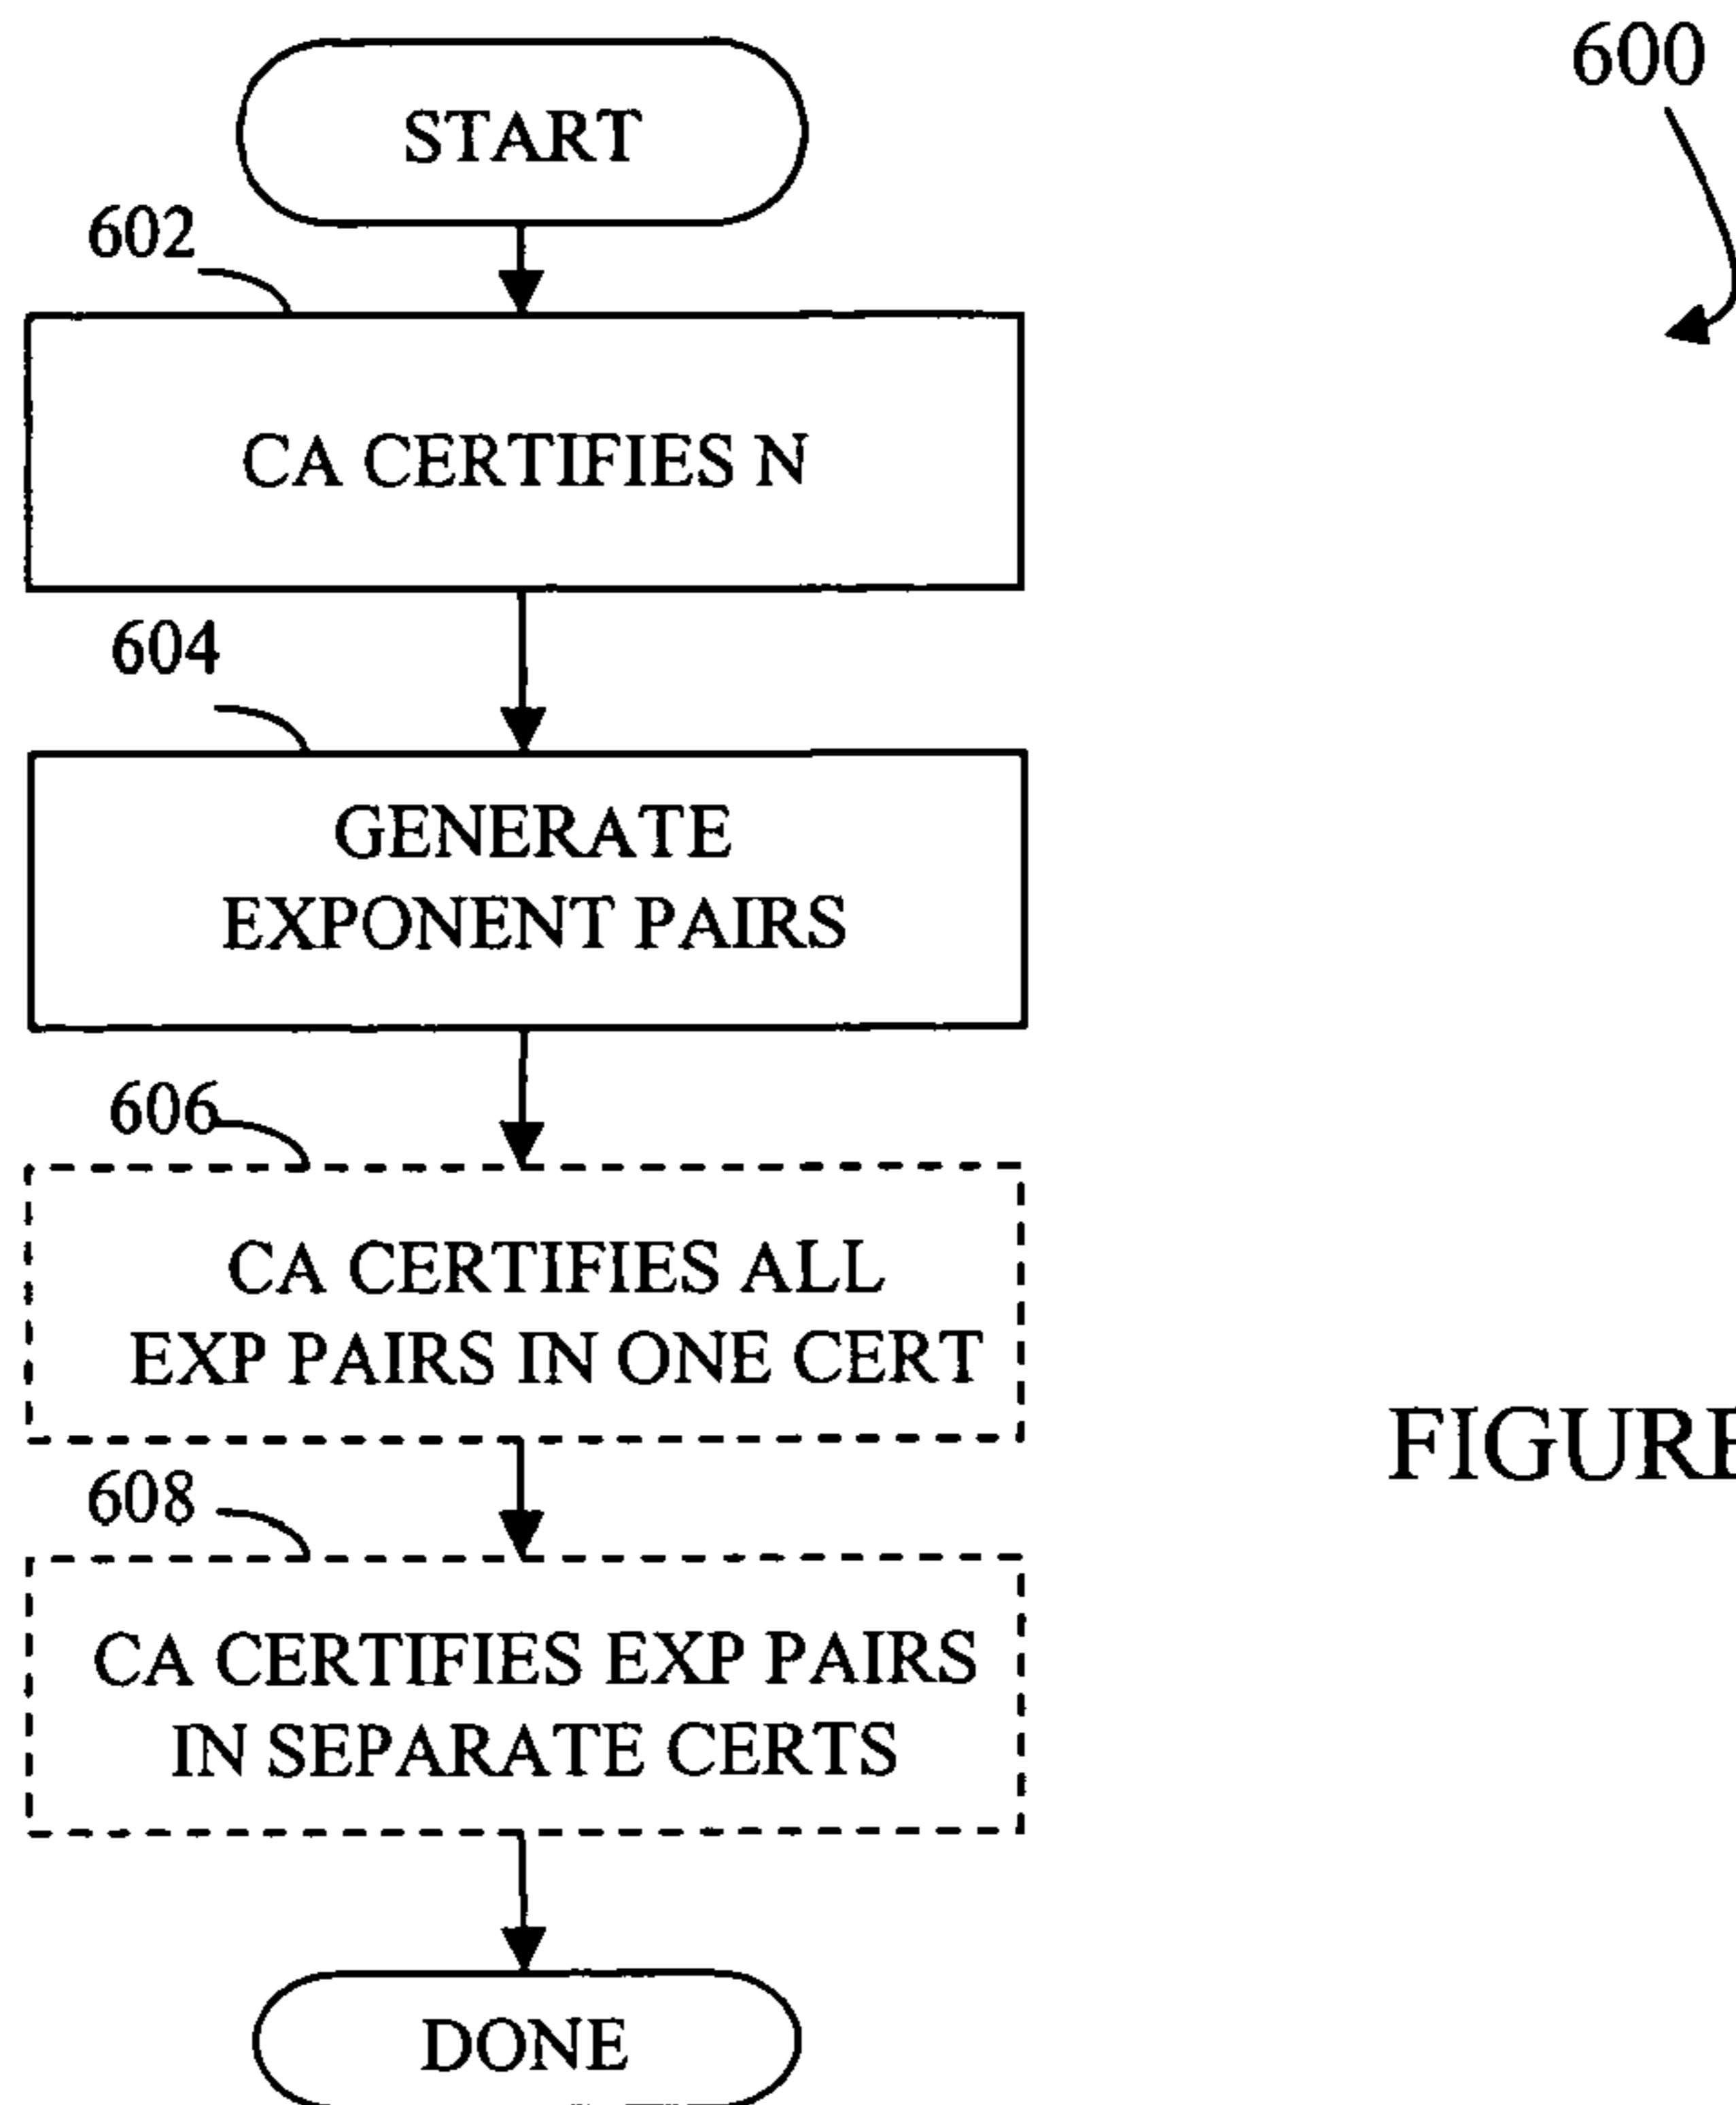 START
600
602
CA CERTIFIES N
604
GENERATE
EXPONENT PAIRS
606
CA CERTIFIES ALL
EXP PAIRS IN ONE CERT
FIGURE
608
CA CERTIFIES EXP PAIRS
IN SEPARATE CERTS
DONE